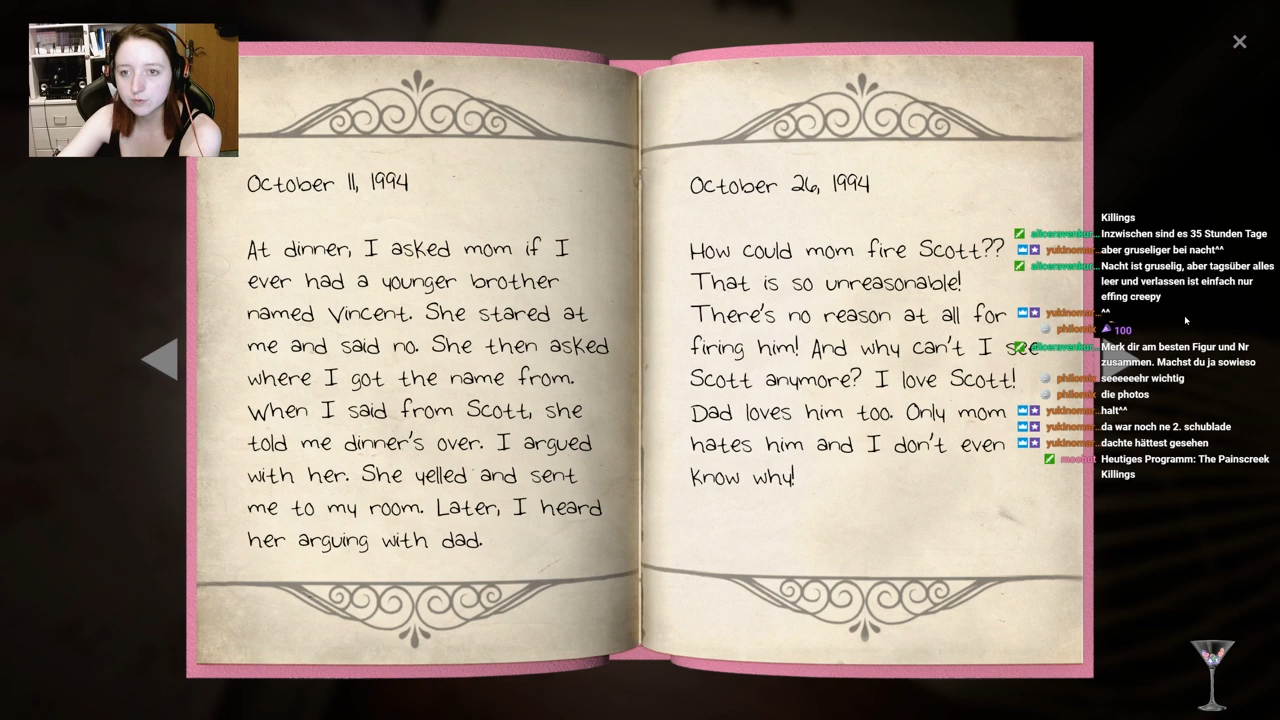 October 11, 1994
At dinner, I asked mom if I
ever had a younger brother
named Vincent. She stared at
me and said no. She then asked
where I got the name from.
When I said from Scott, she
told me dinner's over. I argued
with her. She yelled and sent
me to my room. Later, I heard
her arguing with dad.
October 26, 1994
How could mom fire Scott??
That is so unreasonable!
There's no reason at all for
firing him! And why can't I see
Scott anymore? I love Scott!
Dad loves him too. Only mom
hates him and I don't even
know why!
Killings
Inzwischen sind es 35 Stunden Tage
aber gruseliger bei nacht^^
Nacht ist gruselig, aber tagsüber alles
leer und verlassen ist einfach nur
effing creepy
^^
100
Merk dir am besten Figur und Nr
zusammen. Machst du ja sowieso
seeeeeehr wichtig
die photos
halt^^
da war noch ne 2. schublade
dachte hättest gesehen
Heutiges Programm: The Painscreek
Killings